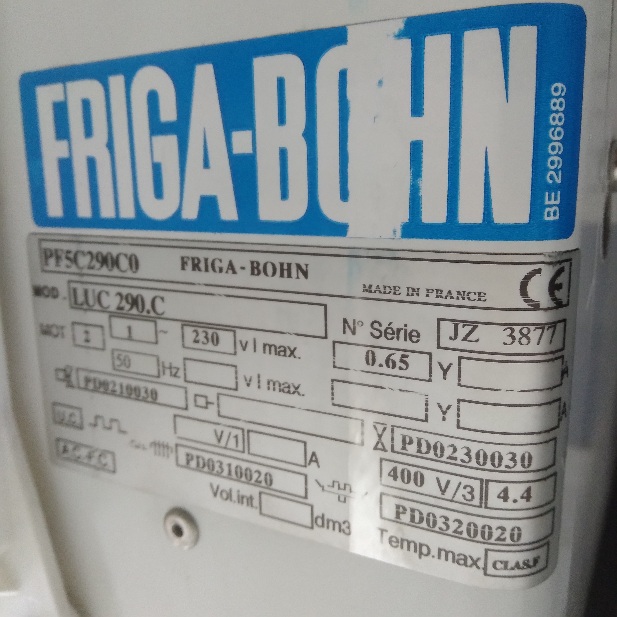 FRIGA-BOHN
BE 2996889
PF5C290C0 FRIGA-BOHN
MADE IN FRANCE CE
MOD. LUC 290.C N° Série JZ 3877
MOT 2 1 ~ 230 V I max. 0.65 Y A
50 Hz V I max. Y A
PD0210030 PD0230030
V/1 A 400 V/3 4.4
PD0310020 PD0320020
Vol.int. dm3 Temp.max. CLAS.F